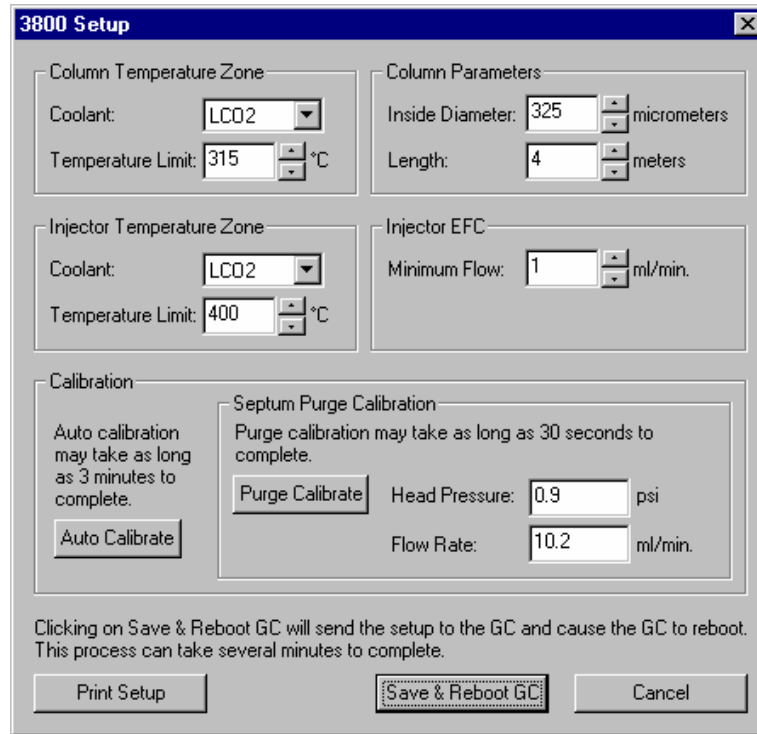 3800 Setup
Column Temperature Zone
Coolant: LCO2
Temperature Limit: 315 °C
Column Parameters
Inside Diameter: 325 micrometers
Length: 4 meters
Injector Temperature Zone
Coolant: LCO2
Temperature Limit: 400 °C
Injector EFC
Minimum Flow: 1 ml/min.
Calibration
Auto calibration
may take as long
as 3 minutes to
complete.
Auto Calibrate
Septum Purge Calibration
Purge calibration may take as long as 30 seconds to
complete.
Purge Calibrate
Head Pressure: 0.9 psi
Flow Rate: 10.2 ml/min.
Clicking on Save & Reboot GC will send the setup to the GC and cause the GC to reboot.
This process can take several minutes to complete.
Print Setup
Save & Reboot GC
Cancel